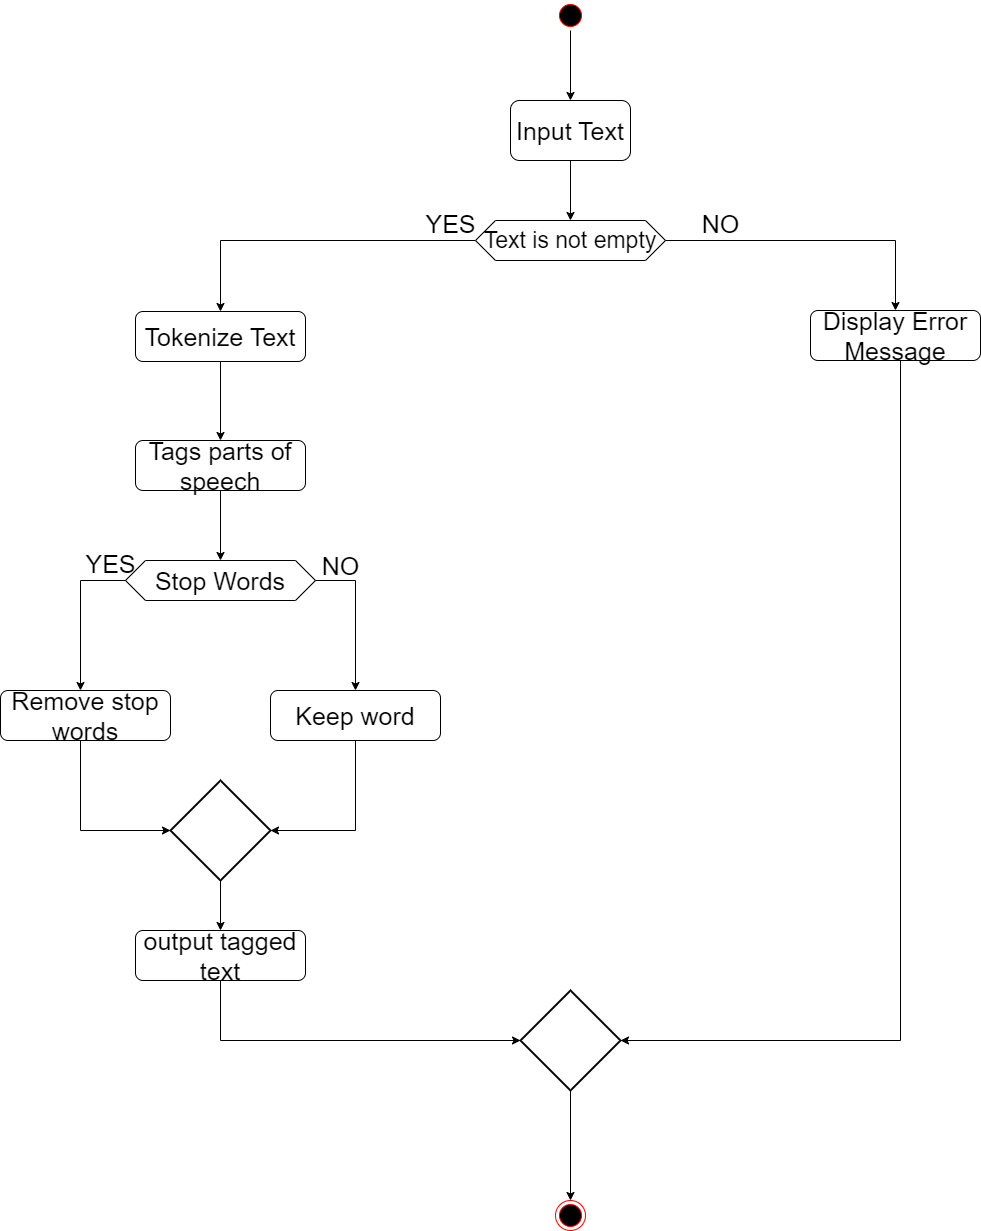 Input Text
YES
Text is not empty
NO
Tokenize Text
Display Error
Message
Tags parts of
speech
YES
Stop Words
NO
Remove stop
words
Keep word
output tagged
text